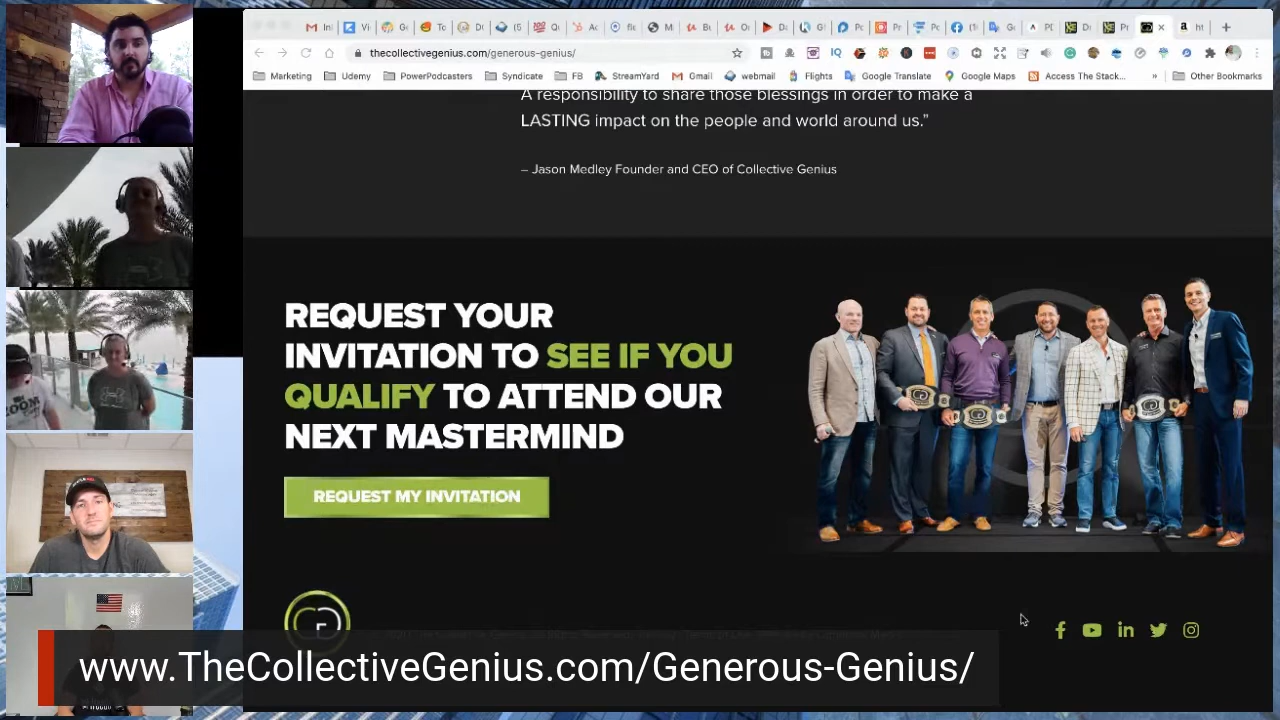 thecollectivegenius.com/generous-genius/
Marketing
Udemy
PowerPodcasters
Syndicate
FB
StreamYard
Gmail
webmail
Flights
Google Translate
Google Maps
Access The Stack...
»
Other Bookmarks
A responsibility to share those blessings in order to make a
LASTING impact on the people and world around us."
– Jason Medley Founder and CEO of Collective Genius
REQUEST YOUR
INVITATION TO SEE IF YOU
QUALIFY TO ATTEND OUR
NEXT MASTERMIND
REQUEST MY INVITATION
www.TheCollectiveGenius.com/Generous-Genius/